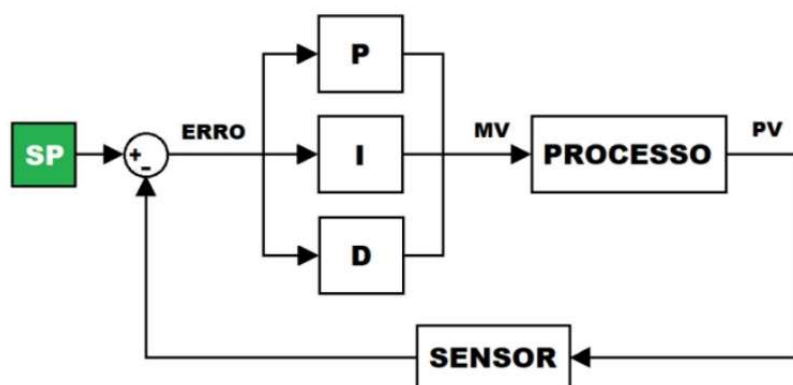 P
ERRO
MV
PV
SP
+
-
I
PROCESSO
D
SENSOR